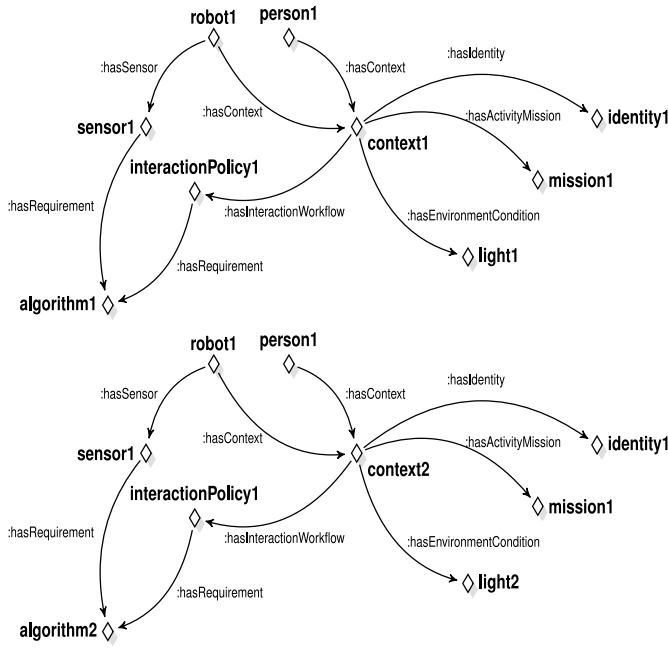 robot1
person1
:hasSensor
:hasContext
:hasIdentity
:hasContext
:hasActivityMission
identity1
sensor1
context1
interactionPolicy1
mission1
:hasRequirement
:hasInteractionWorkflow
:hasEnvironmentCondition
light1
:hasRequirement
algorithm1
robot1
person1
:hasSensor
:hasContext
:hasIdentity
:hasContext
:hasActivityMission
identity1
sensor1
context2
interactionPolicy1
mission1
:hasRequirement
:hasInteractionWorkflow
:hasEnvironmentCondition
light2
:hasRequirement
algorithm2